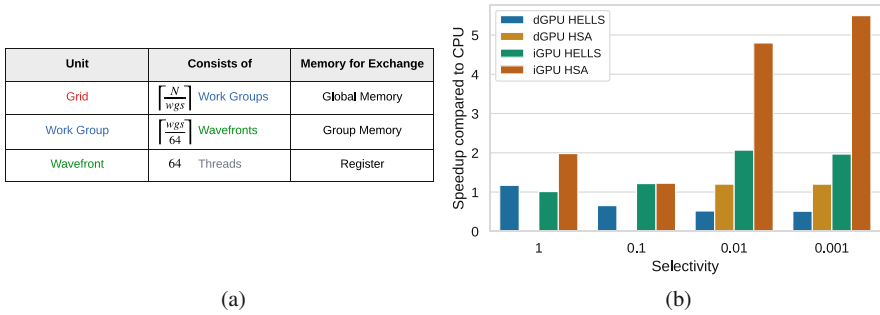 Unit Consists of Memory for Exchange
Grid ⌈N/wgs⌉ Work Groups Global Memory
Work Group ⌈wgs/64⌉ Wavefronts Group Memory
Wavefront 64 Threads Register
(a)
dGPU HELLS
dGPU HSA
iGPU HELLS
iGPU HSA
Speedup compared to CPU
5
4
3
2
1
0
1 0.1 0.01 0.001
Selectivity
(b)